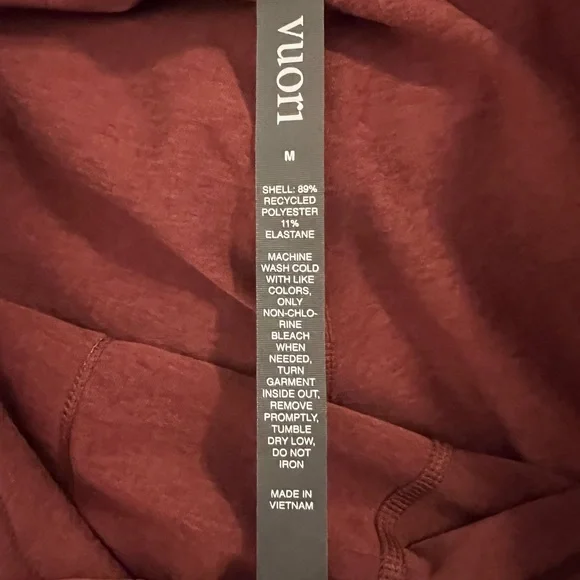 vuori
M
SHELL: 89%
RECYCLED
POLYESTER
11%
ELASTANE
MACHINE
WASH COLD
WITH LIKE
COLORS,
ONLY
NON-CHLO-
RINE
BLEACH
WHEN
NEEDED,
TURN
GARMENT
INSIDE OUT,
REMOVE
PROMPTLY,
TUMBLE
DRY LOW,
DO NOT
IRON
MADE IN
VIETNAM